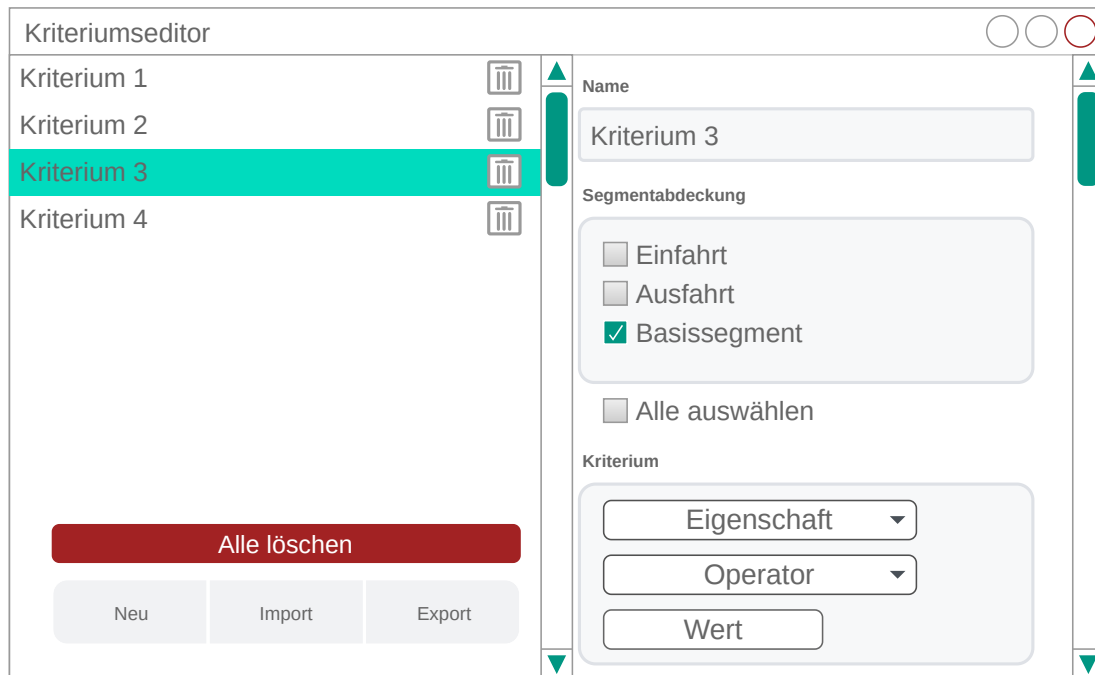 Kriteriumseditor
Kriterium 1
Kriterium 2
Kriterium 3
Kriterium 4
Alle löschen
Neu Import Export
Name
Kriterium 3
Segmentabdeckung
Einfahrt
Ausfahrt
Basissegment
Alle auswählen
Kriterium
Eigenschaft
Operator
Wert